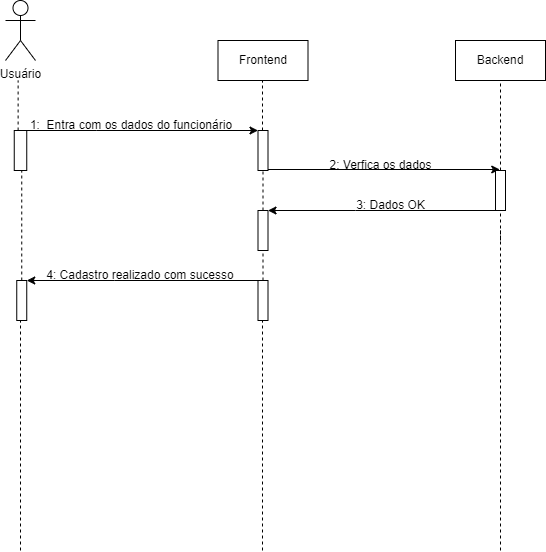 Usuário
Frontend
Backend
1: Entra com os dados do funcionário
2: Verfica os dados
3: Dados OK
4: Cadastro realizado com sucesso